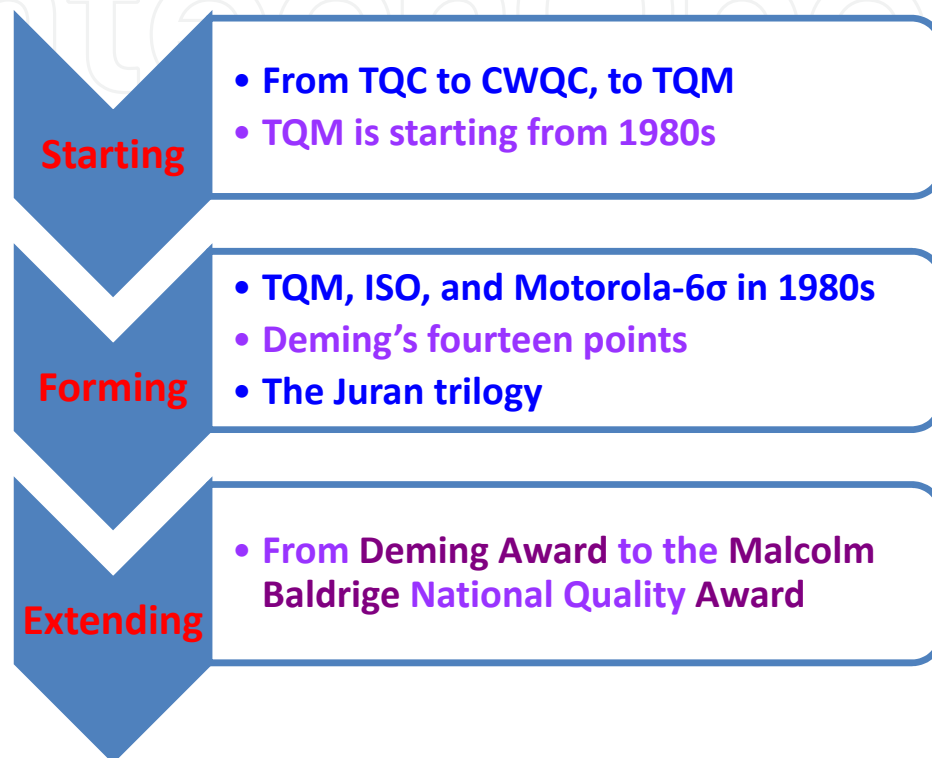 Starting
• From TQC to CWQC, to TQM
• TQM is starting from 1980s
Forming
• TQM, ISO, and Motorola-6σ in 1980s
• Deming’s fourteen points
• The Juran trilogy
Extending
• From Deming Award to the Malcolm
Baldrige National Quality Award